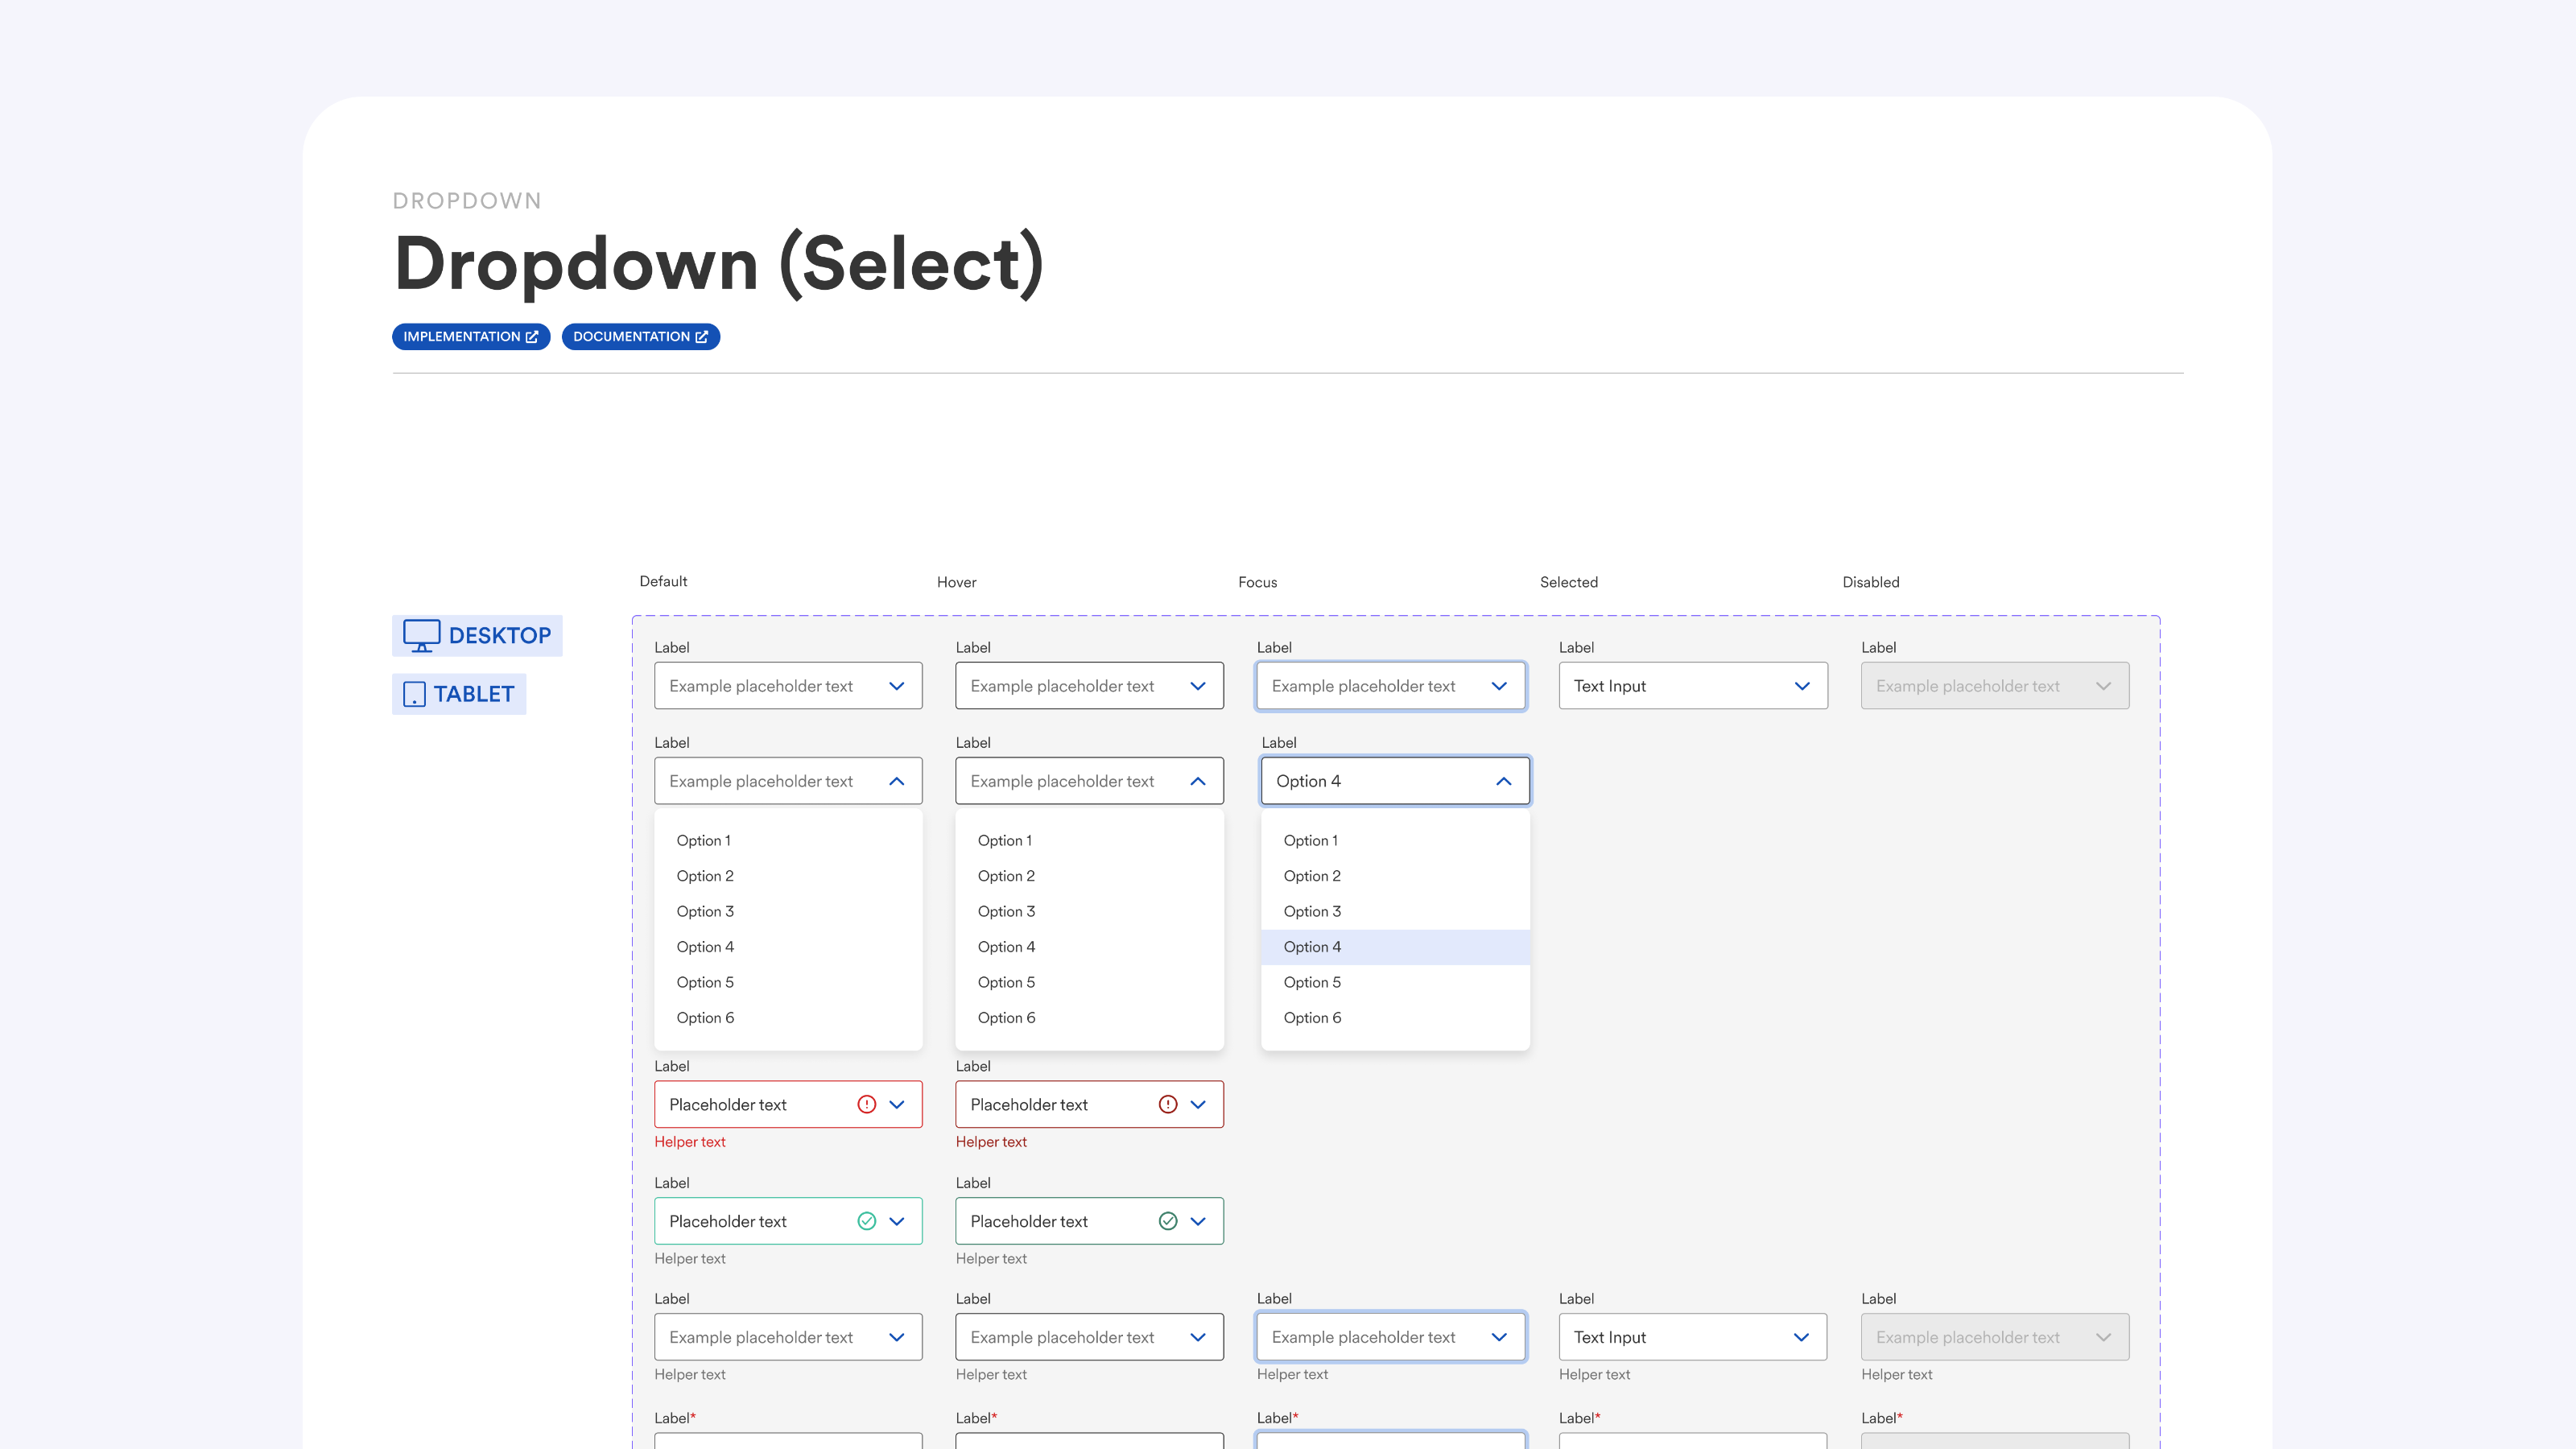 DROPDOWN
Dropdown (Select)
IMPLEMENTATION DOCUMENTATION
Default Hover Focus Selected Disabled
DESKTOP
TABLET
Label Label Label Label Label
Example placeholder text Example placeholder text Example placeholder text Text Input Example placeholder text
Label Label Label
Example placeholder text Example placeholder text Option 4
Option 1 Option 1 Option 1
Option 2 Option 2 Option 2
Option 3 Option 3 Option 3
Option 4 Option 4 Option 4
Option 5 Option 5 Option 5
Option 6 Option 6 Option 6
Label Label
Placeholder text Placeholder text
Helper text Helper text
Label Label
Placeholder text Placeholder text
Helper text Helper text
Label Label Label Label Label
Example placeholder text Example placeholder text Example placeholder text Text Input Example placeholder text
Helper text Helper text Helper text Helper text Helper text
Label* Label* Label* Label* Label*